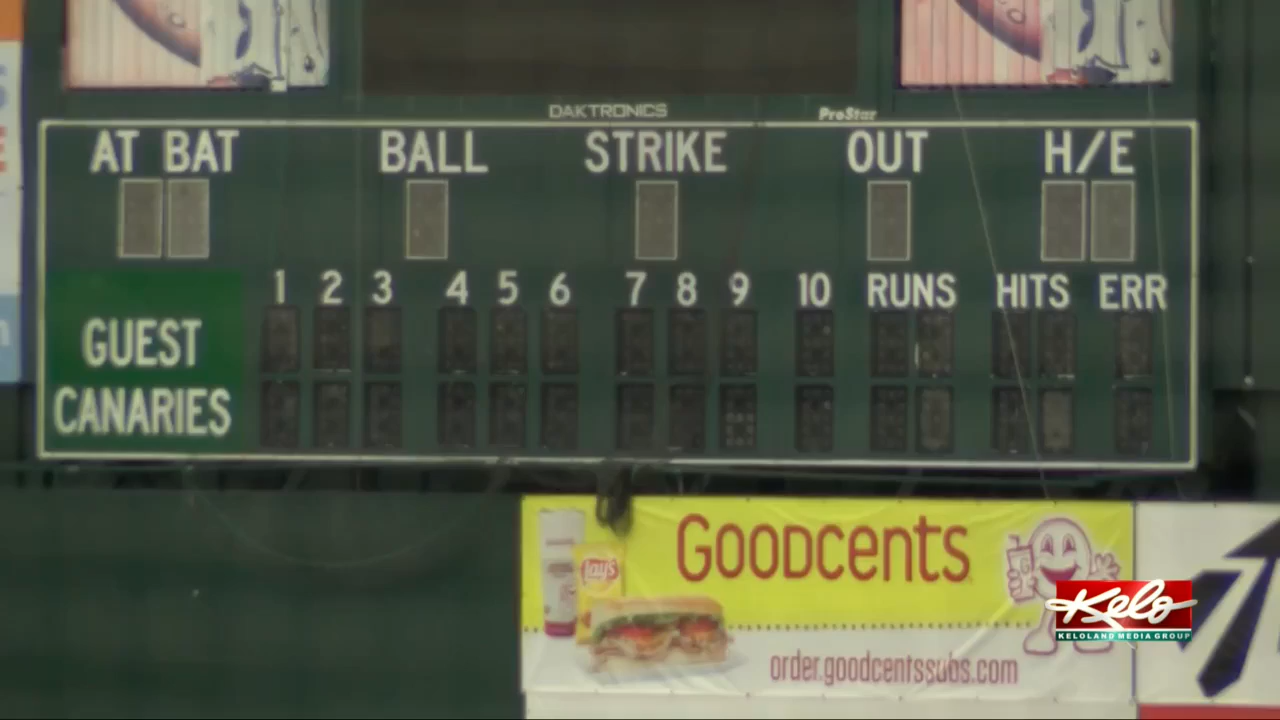 DAKTRONICS ProStar
AT BAT BALL STRIKE OUT H/E
1 2 3 4 5 6 7 8 9 10 RUNS HITS ERR
GUEST
CANARIES
GOODCENTS
Lay's
order.goodcentssubs.com
Kelo
KELOLAND MEDIA GROUP